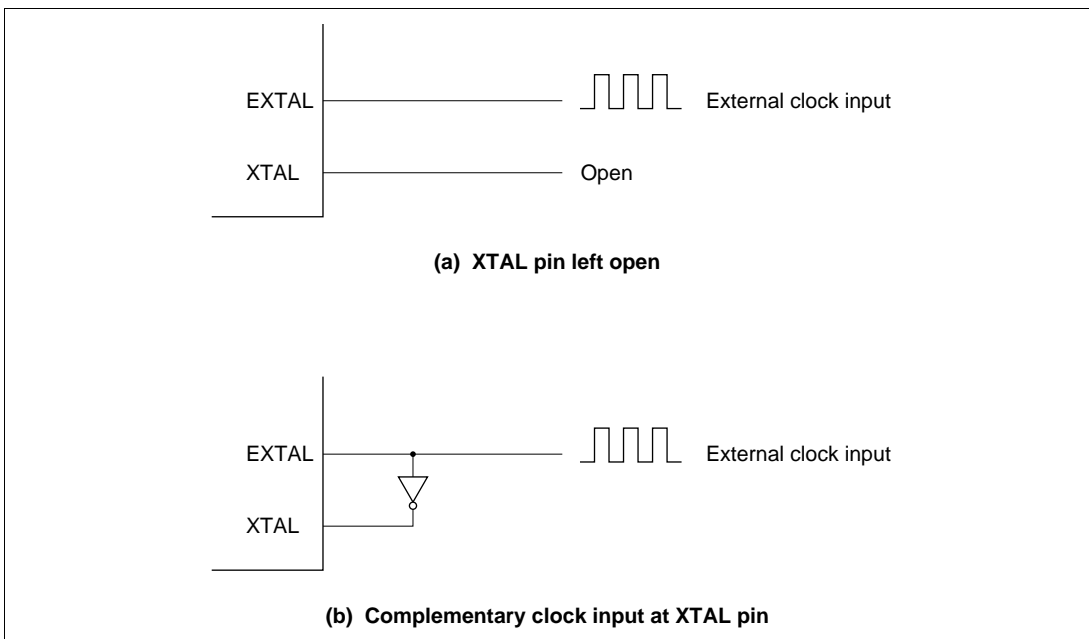 EXTAL External clock input
XTAL Open
(a) XTAL pin left open
EXTAL External clock input
XTAL
(b) Complementary clock input at XTAL pin